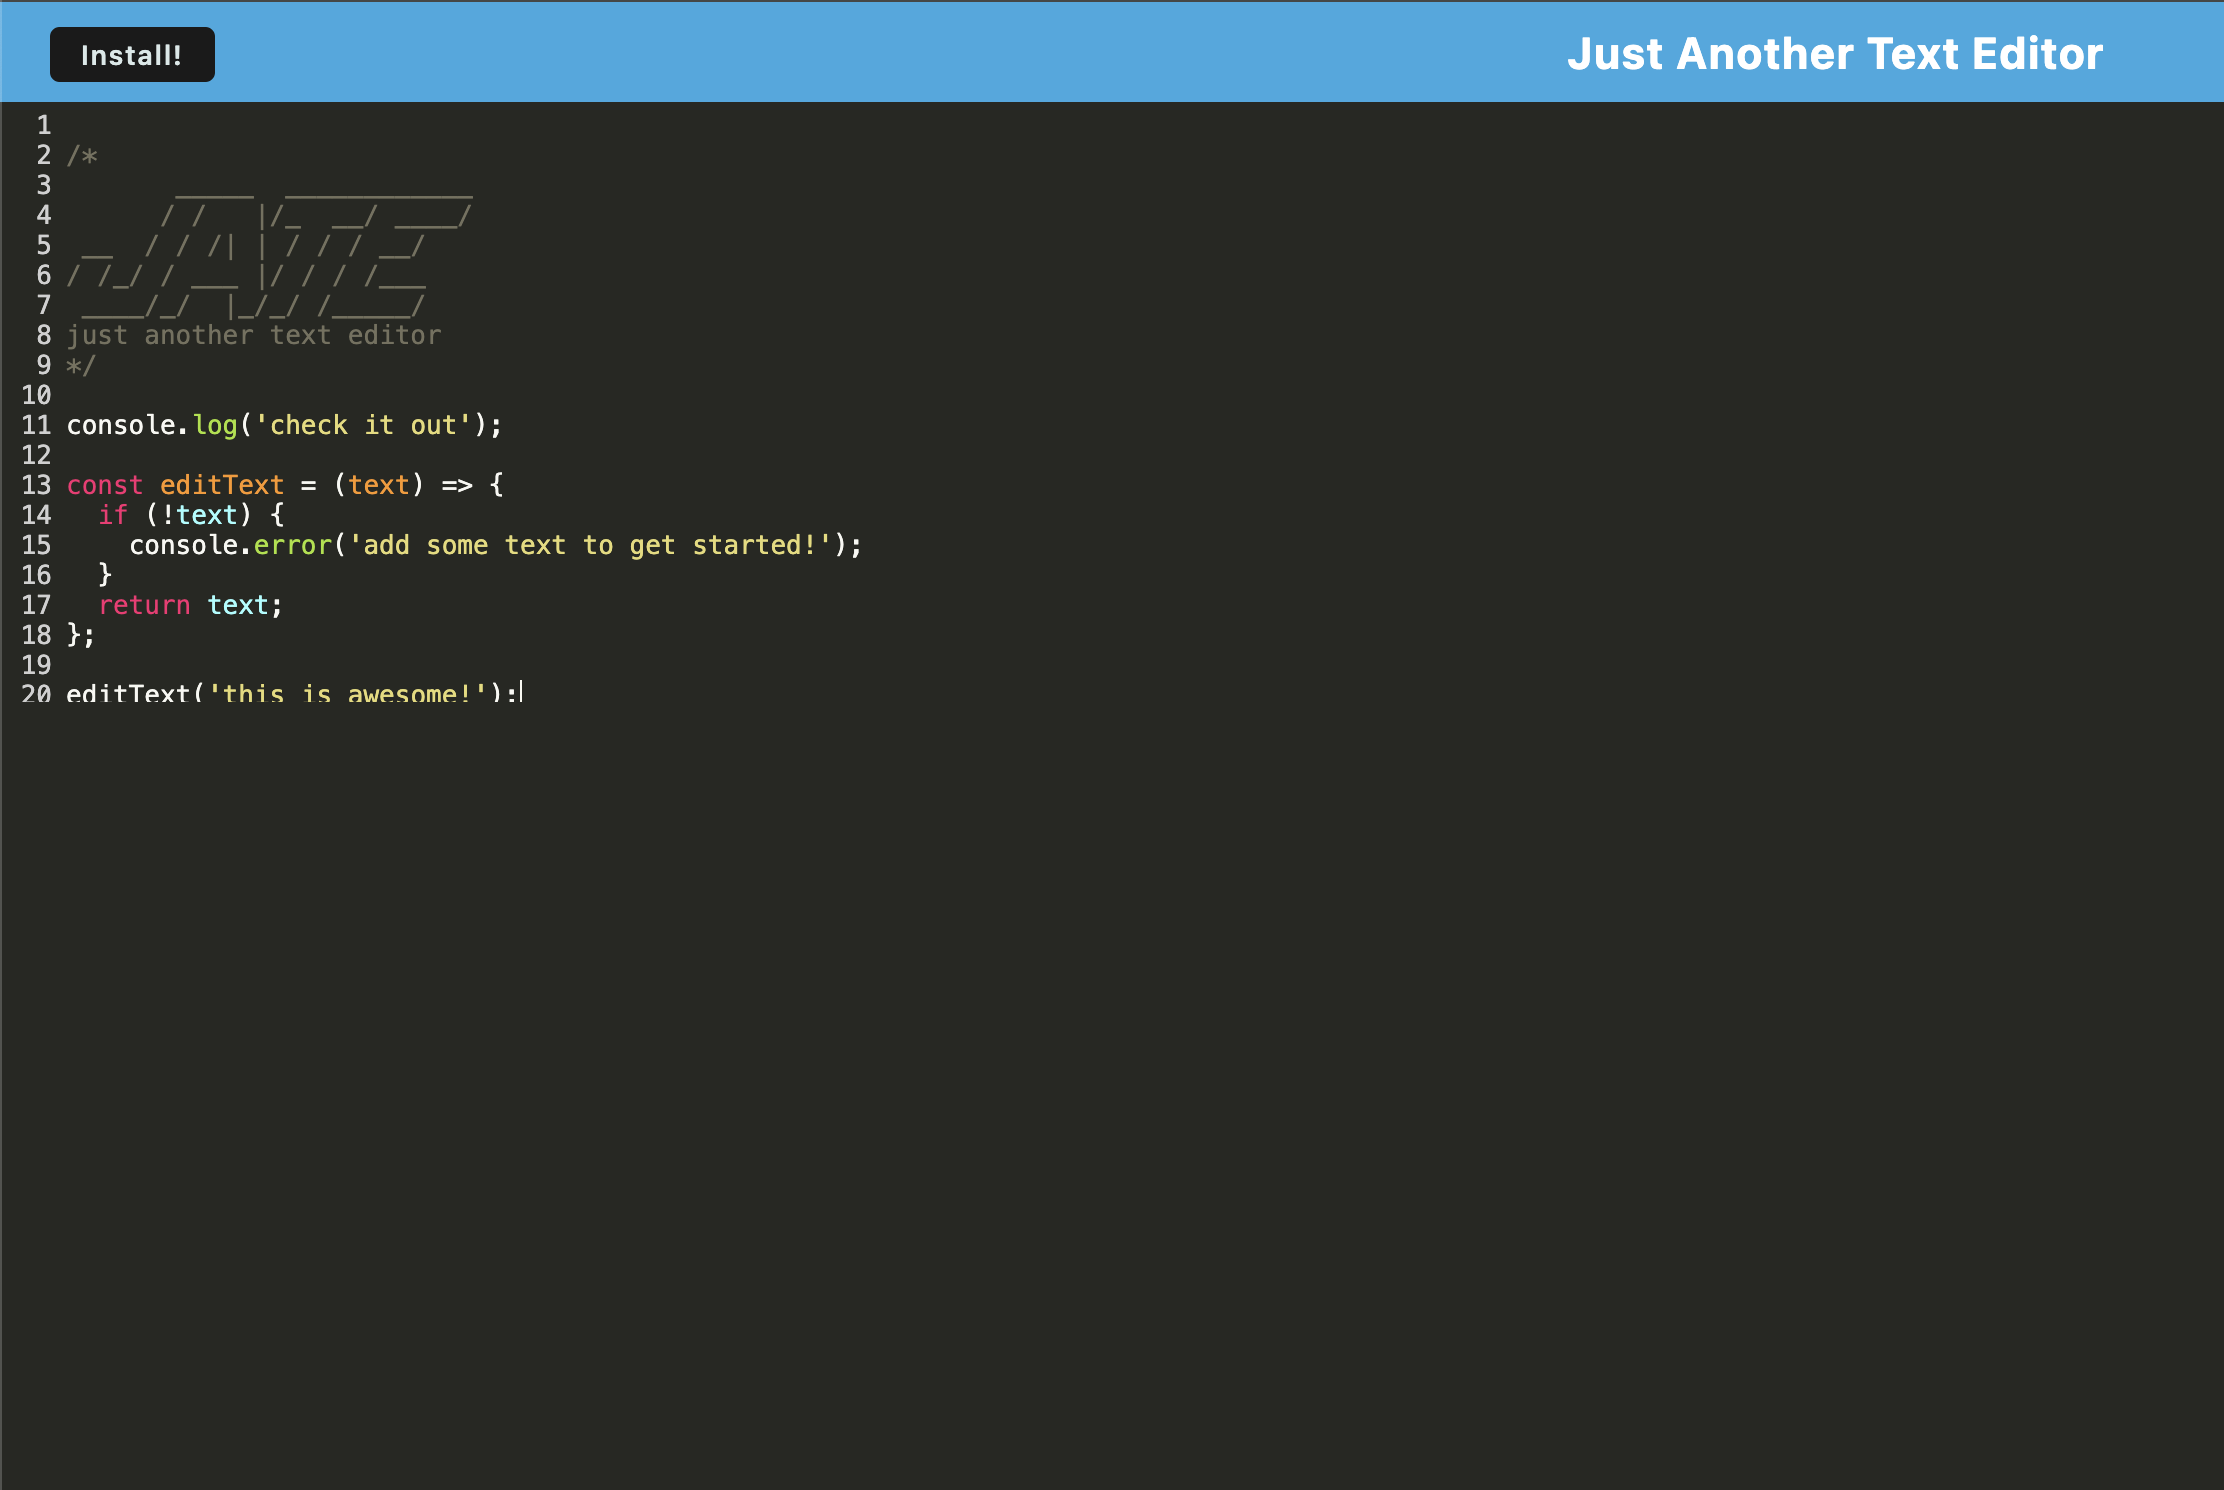 Install!
Just Another Text Editor
1
2 /*
3        _____  ____________
4       / /   |/_  __/ ____/
5  __  / / /| | / / / __/
6 / /_/ / ___ |/ / / /___
7  ____/_/  |_/_/ /_____/
8 just another text editor
9 */
10
11 console.log('check it out');
12
13 const editText = (text) => {
14   if (!text) {
15     console.error('add some text to get started!');
16   }
17   return text;
18 };
19
20 editText('this is awesome!');